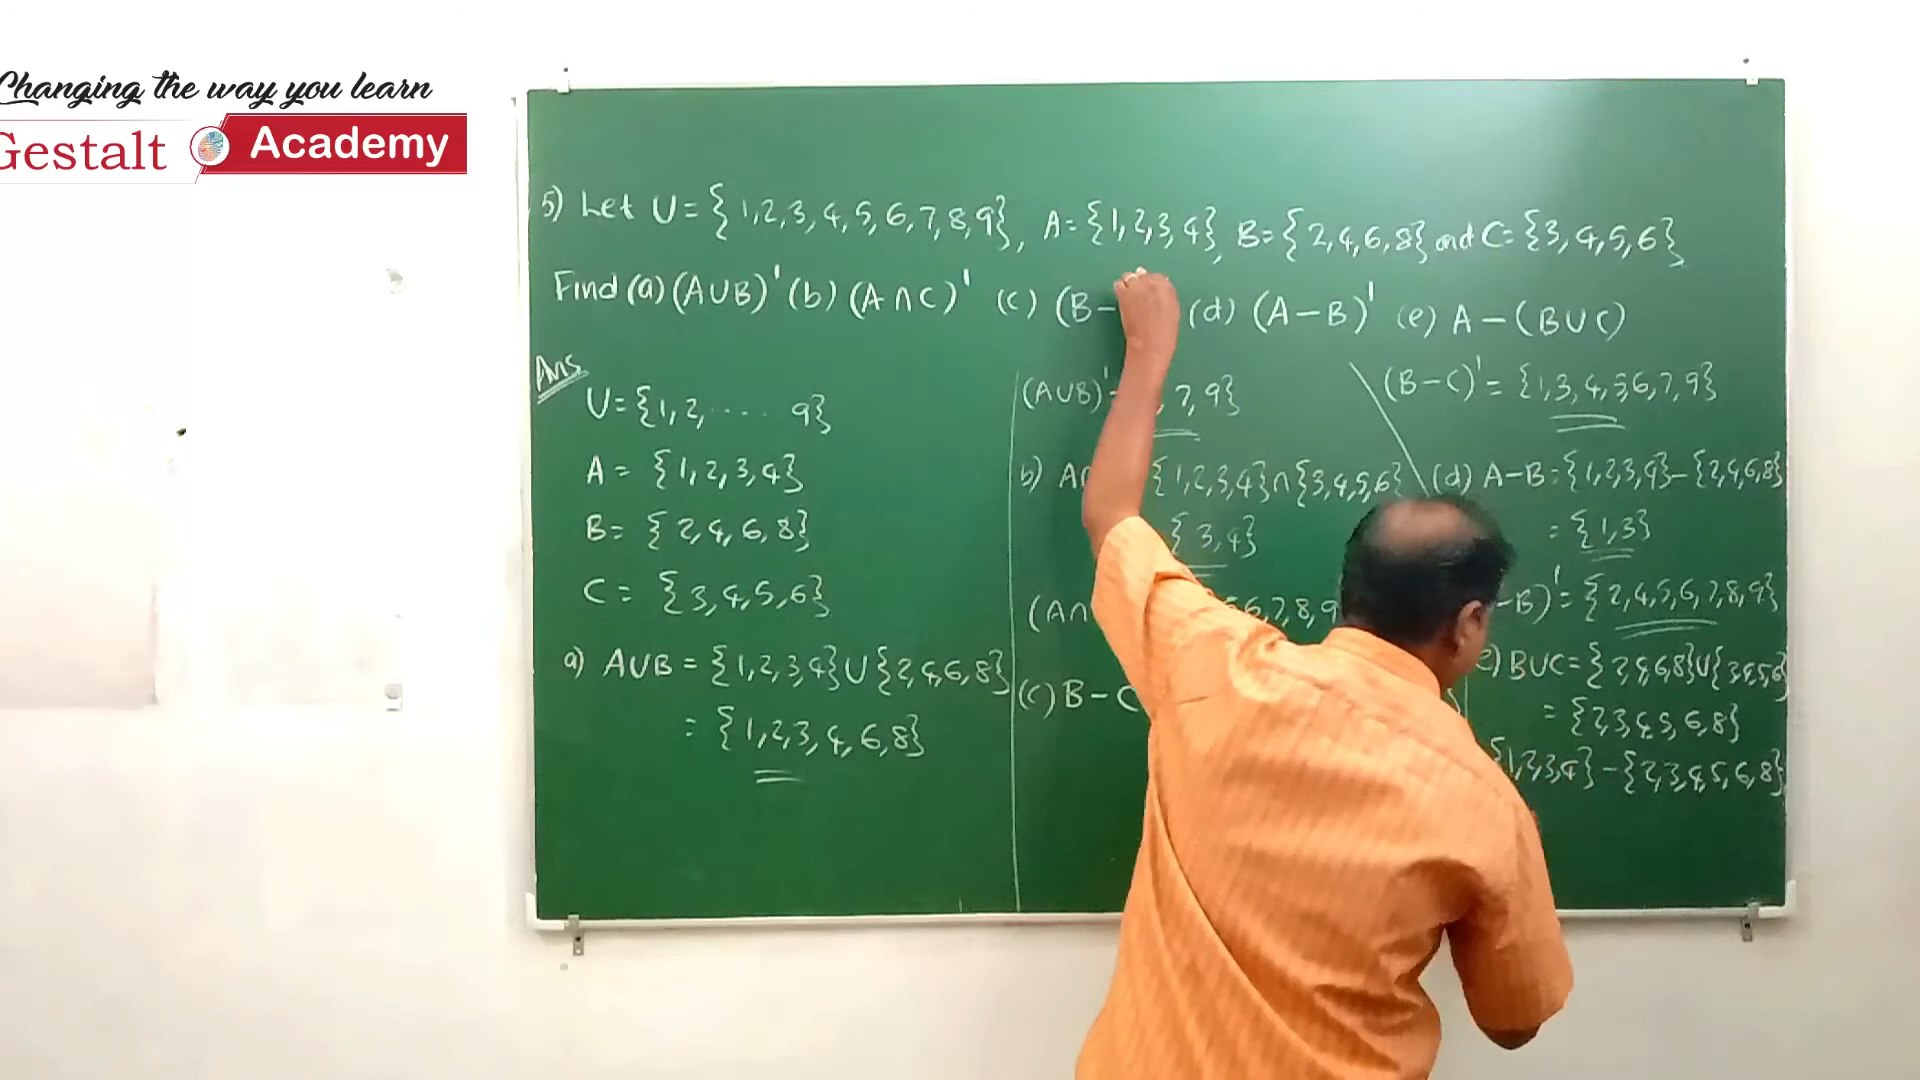 Changing the way you learn
Gestalt Academy
5) Let U = {1,2,3,4,5,6,7,8,9}, A = {1,2,3,4}, B = {2,4,6,8} and C = {3,4,5,6}
Find (a) (A∪B)' (b) (A∩C)' (c) (B- (d) (A-B)' (e) A-(B∪C)
Ans
U = {1,2,.... 9}
A = {1,2,3,4}
B = {2,4,6,8}
C = {3,4,5,6}
a) A∪B = {1,2,3,4}∪{2,4,6,8}
= {1,2,3,4,6,8}
(A∪B)' 7,9}
b) A {1,2,3,4}∩{3,4,5,6}
{3,4}
(A∩ 6,7,8,9
(c) B-C
(B-C)' = {1,3,4,5,6,7,9}
(d) A-B = {1,2,3,4}-{2,4,6,8}
= {1,3}
-B)' = {2,4,5,6,7,8,9}
e) B∪C = {2,4,6,8}∪{3,4,5,6}
= {2,3,4,5,6,8}
{1,2,3,4}-{2,3,4,5,6,8}